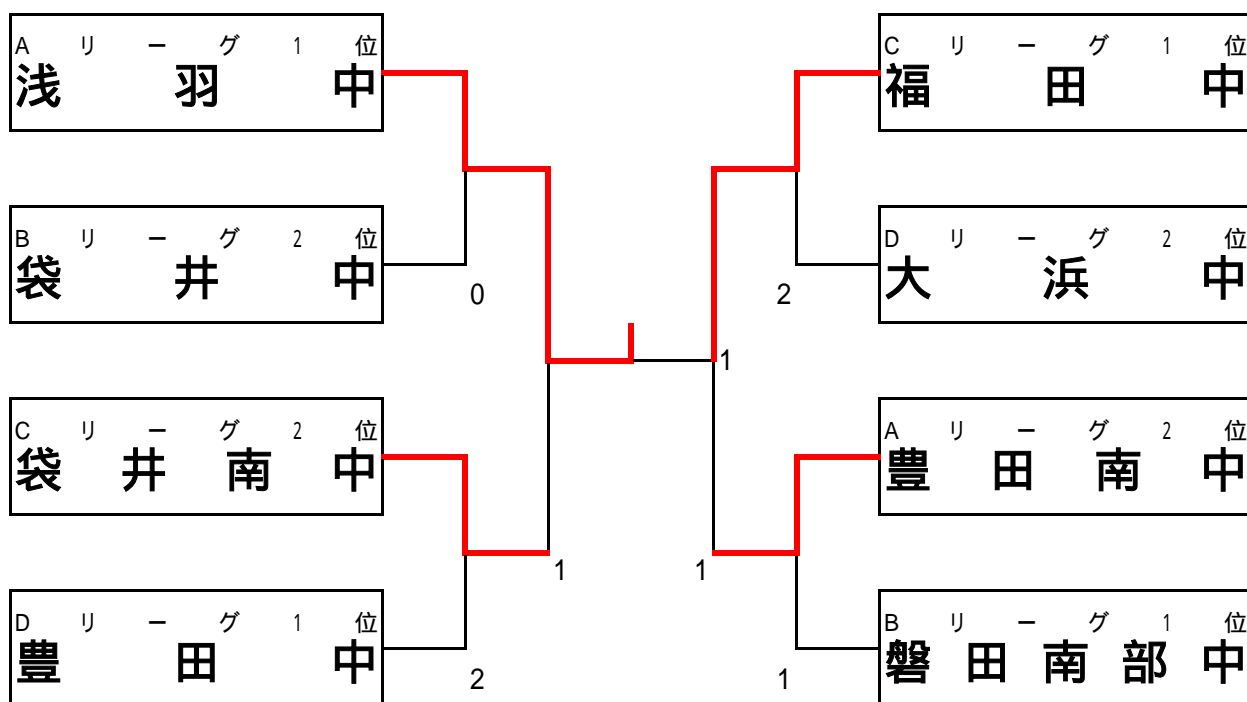 Aリーグ1位
浅羽中
Cリーグ1位
福田中
Bリーグ2位
袋井中
0
2
Dリーグ2位
大浜中
1
Cリーグ2位
袋井南中
1
1
Aリーグ2位
豊田南中
Dリーグ1位
豊田中
2
1
Bリーグ1位
磐田南部中